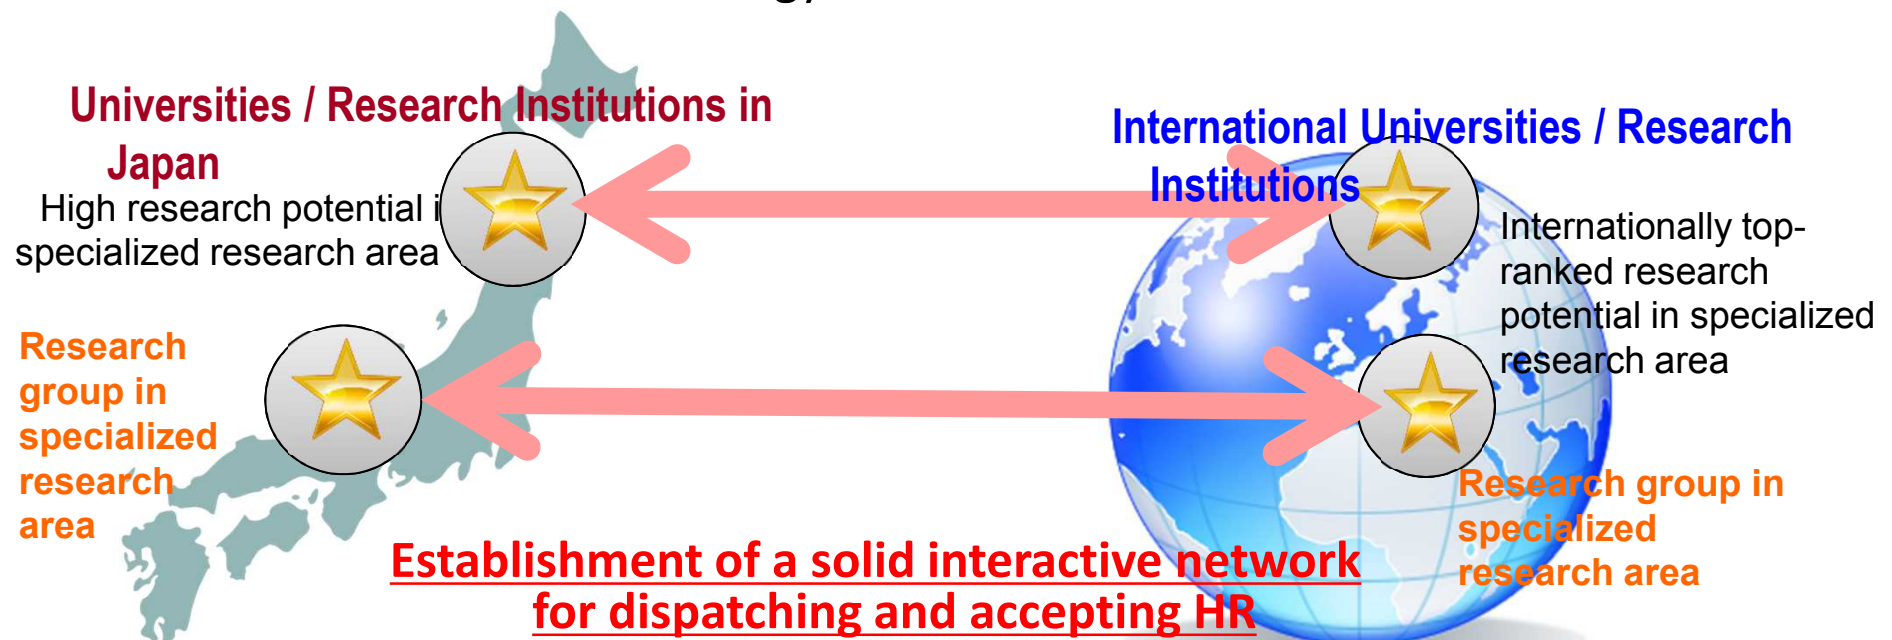 Universities / Research Institutions in
Japan
High research potential i
specialized research area
Research
group in
specialized
research
area
International Universities / Research
Institutions
Internationally top-
ranked research
potential in specialized
research area
Research group in
specialized
research area
Establishment of a solid interactive network
for dispatching and accepting HR